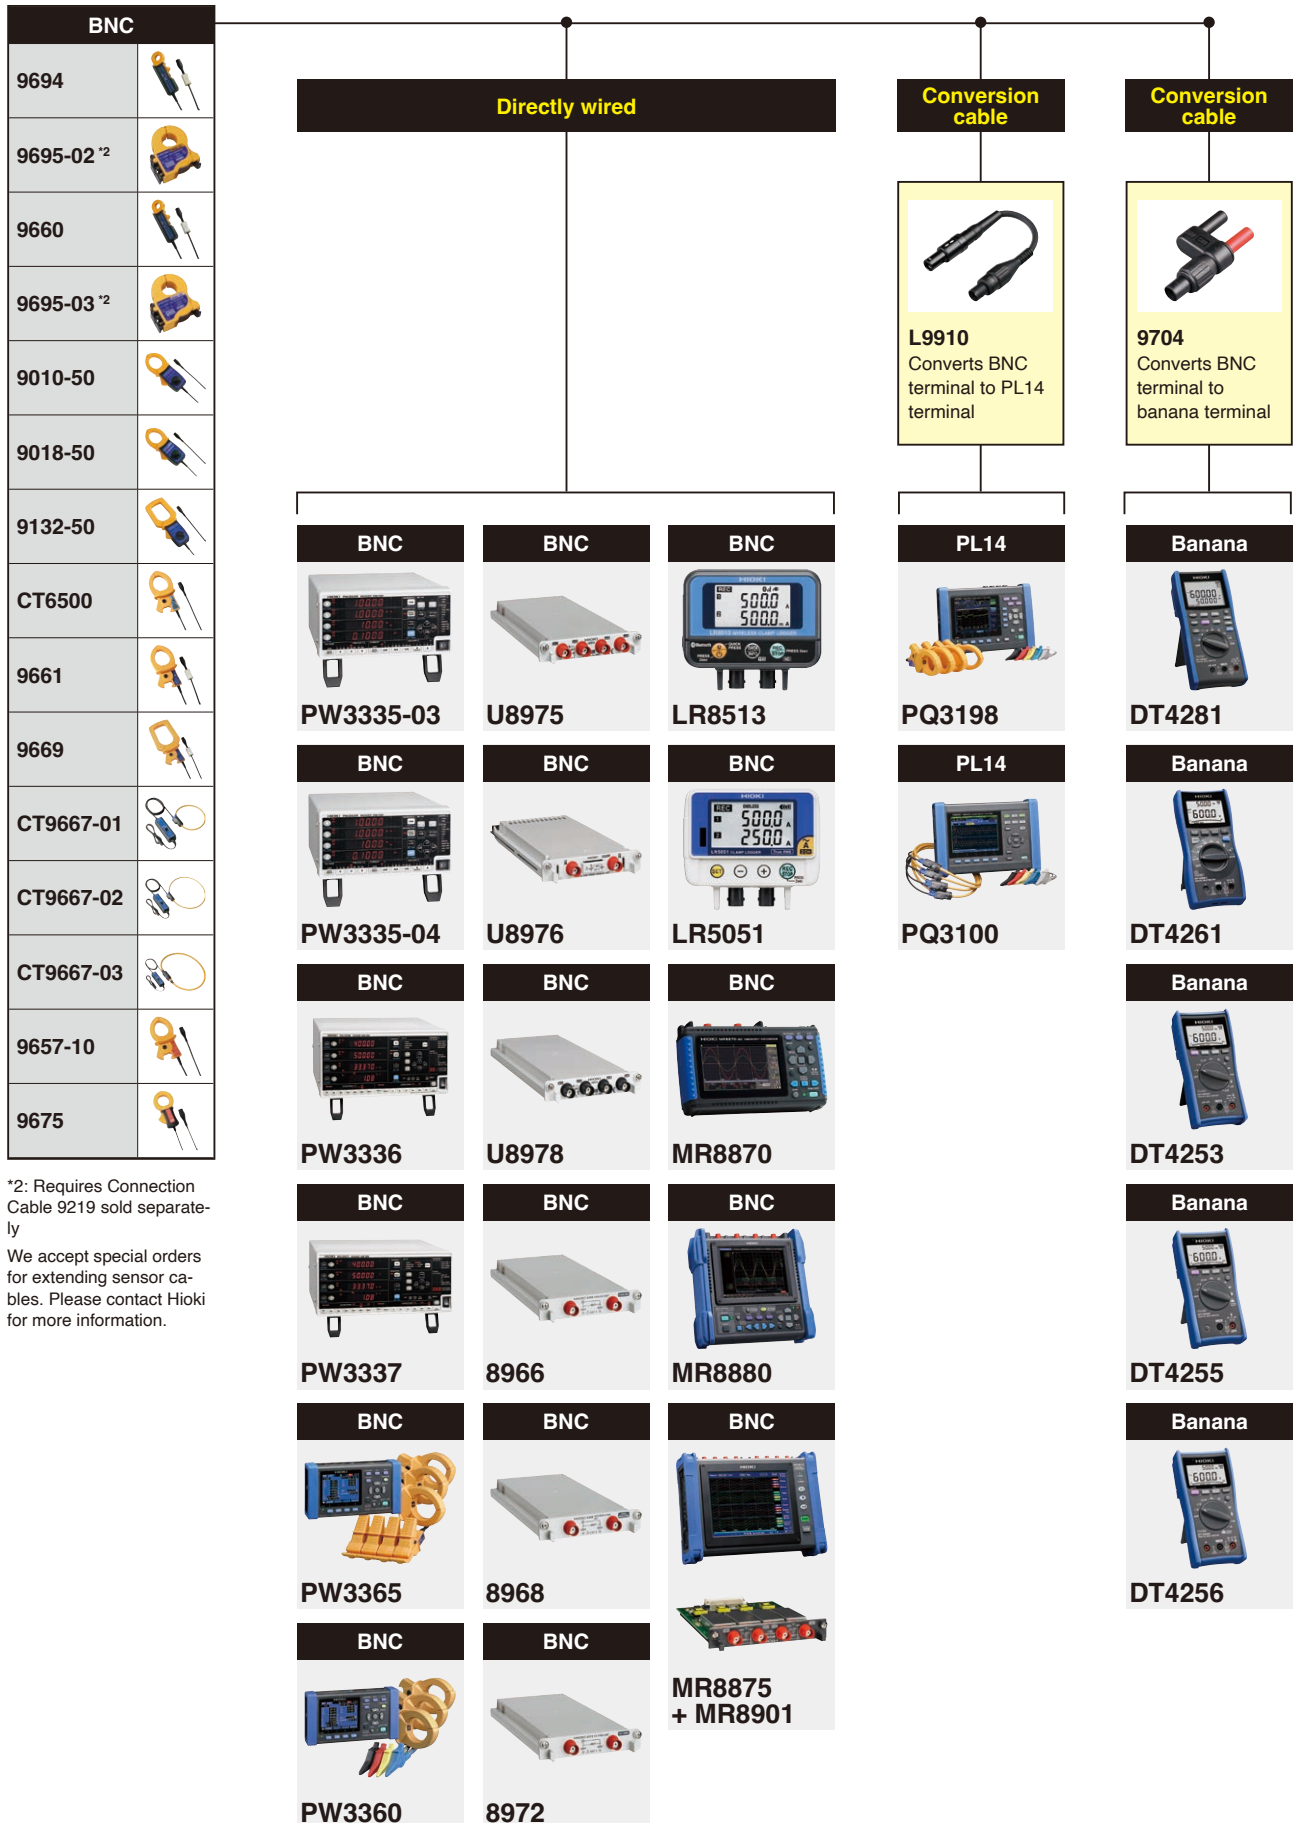 BNC
9694
9695-02 *2
9660
9695-03 *2
9010-50
9018-50
9132-50
CT6500
9661
9669
CT9667-01
CT9667-02
CT9667-03
9657-10
9675
*2: Requires Connection
Cable 9219 sold separate-
ly
We accept special orders
for extending sensor ca-
bles. Please contact Hioki
for more information.
Directly wired
Conversion
cable
Conversion
cable
L9910
Converts BNC
terminal to PL14
terminal
9704
Converts BNC
terminal to
banana terminal
BNC
PW3335-03
BNC
U8975
BNC
LR8513
PL14
PQ3198
Banana
DT4281
BNC
PW3335-04
BNC
U8976
BNC
LR5051
PL14
PQ3100
Banana
DT4261
BNC
PW3336
BNC
U8978
BNC
MR8870
Banana
DT4253
BNC
PW3337
BNC
8966
BNC
MR8880
Banana
DT4255
BNC
PW3365
BNC
8968
BNC
MR8875
+ MR8901
Banana
DT4256
BNC
PW3360
BNC
8972